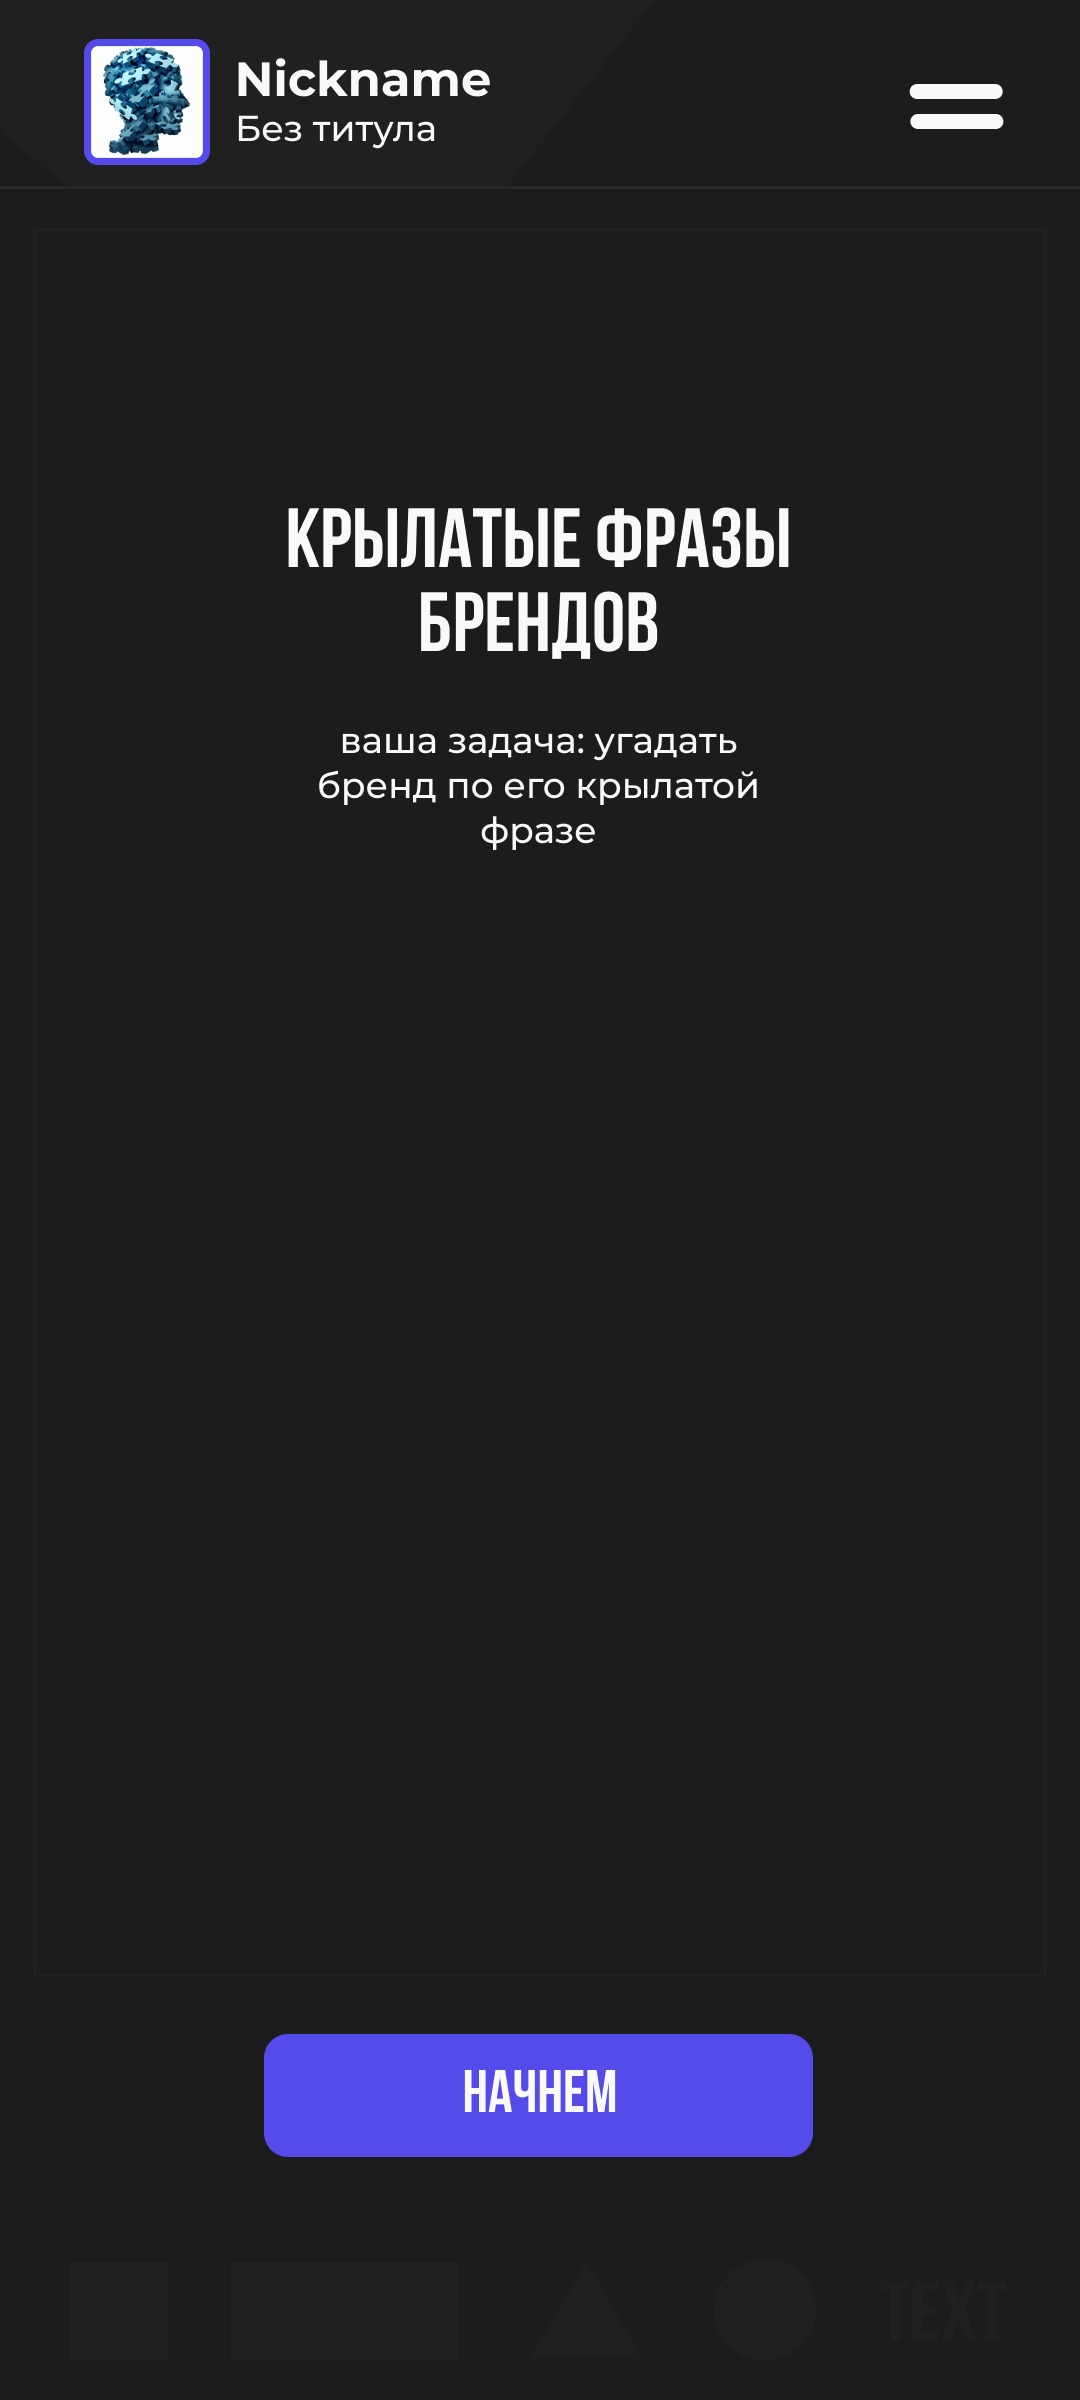 Nickname
Без титула
КРЫЛАТЫЕ ФРАЗЫ
БРЕНДОВ
ваша задача: угадать
бренд по его крылатой
фразе
НАЧНЕМ
TEXT